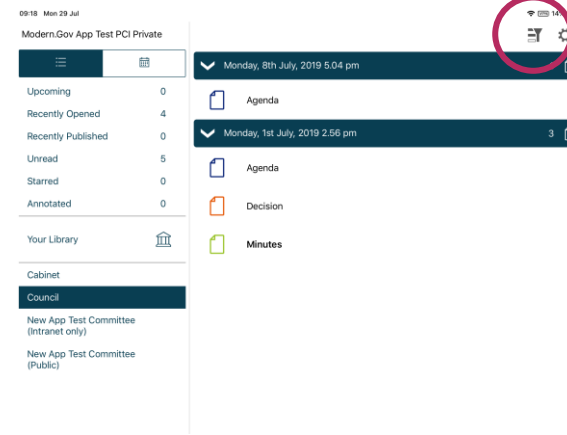 09:18 Mon 29 Jul
14%
Modern.Gov App Test PCI Private
Upcoming 0
Recently Opened 4
Recently Published 0
Unread 5
Starred 0
Annotated 0
Your Library
Cabinet
Council
New App Test Committee
(Intranet only)
New App Test Committee
(Public)
Monday, 8th July, 2019 5.04 pm
Agenda
Monday, 1st July, 2019 2.56 pm 3
Agenda
Decision
Minutes